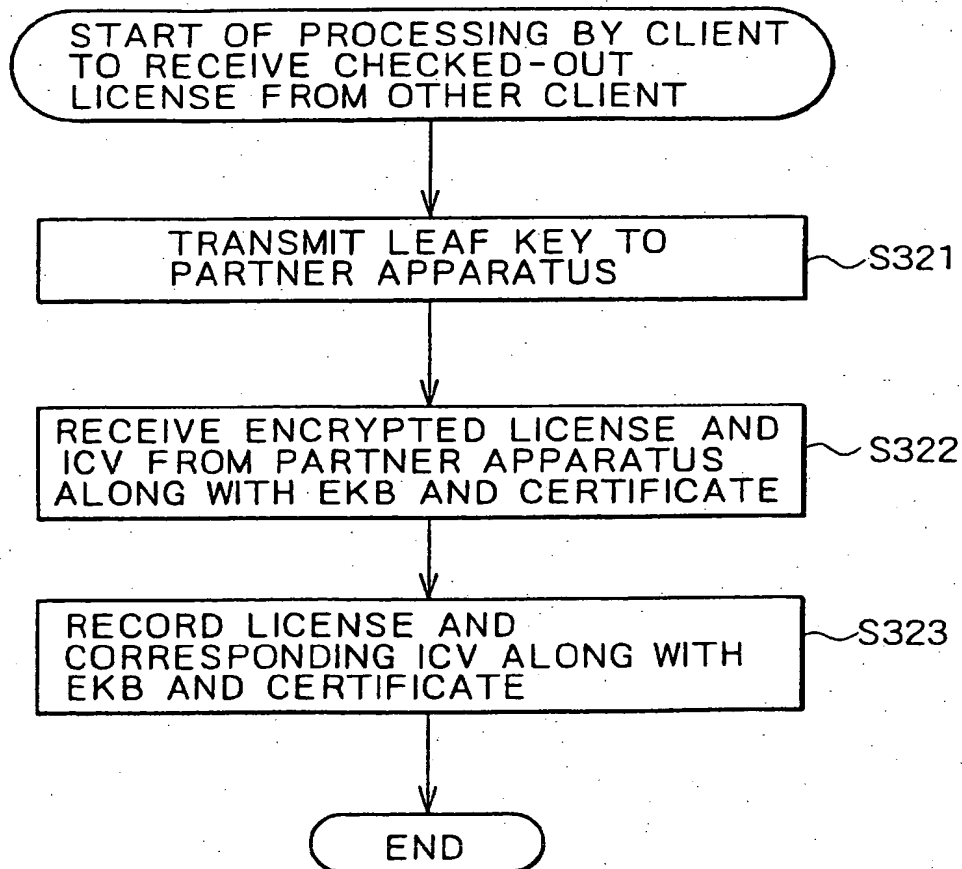 START OF PROCESSING BY CLIENT
TO RECEIVE CHECKED-OUT
LICENSE FROM OTHER CLIENT
TRANSMIT LEAF KEY TO
PARTNER APPARATUS
S321
RECEIVE ENCRYPTED LICENSE AND
ICV FROM PARTNER APPARATUS
ALONG WITH EKB AND CERTIFICATE
S322
RECORD LICENSE AND
CORRESPONDING ICV ALONG WITH
EKB AND CERTIFICATE
S323
END